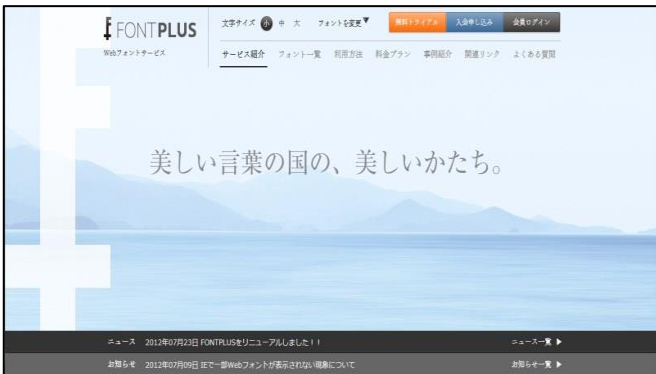 FONTPLUS
Webフォントサービス
文字サイズ 小 中 大 フォントを変更▼
無料トライアル 入会申し込み 会員ログイン
サービス紹介 フォント一覧 利用方法 料金プラン 事例紹介 関連リンク よくある質問
美しい言葉の国の、美しいかたち。
ニュース 2012年07月23日 FONTPLUSをリニューアルしました！！ ニュース一覧 ▶
お知らせ 2012年07月09日 IEで一部Webフォントが表示されない現象について お知らせ一覧 ▶